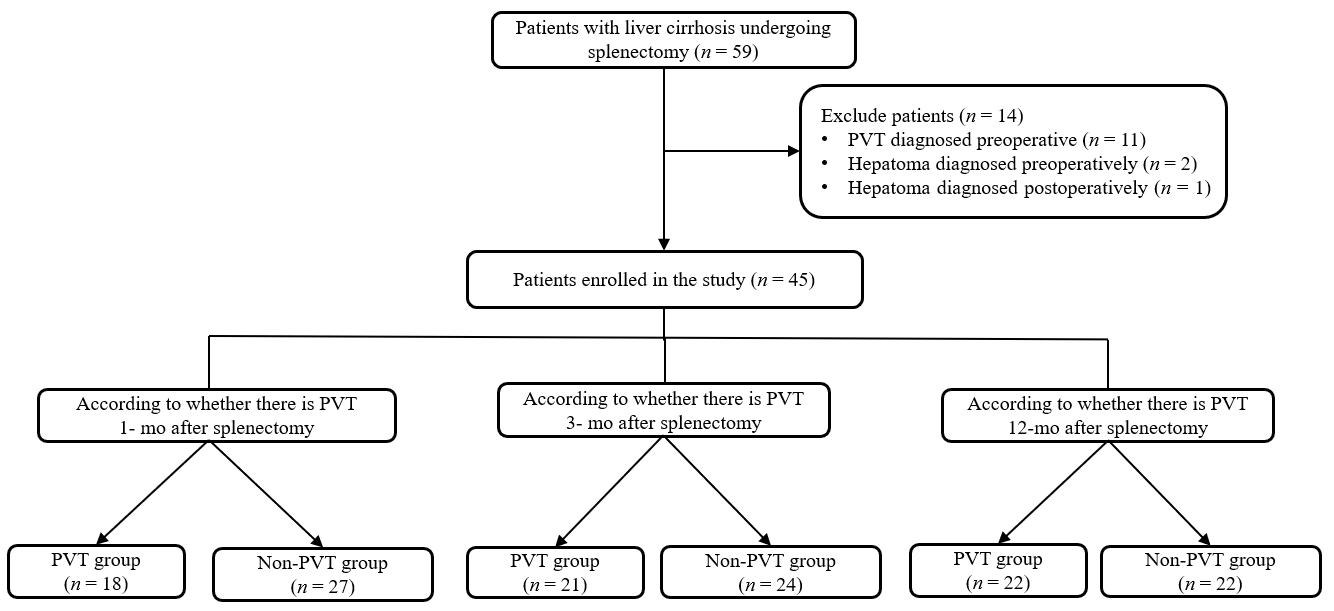 Patients with liver cirrhosis undergoing
splenectomy (n = 59)
Exclude patients (n = 14)
• PVT diagnosed preoperative (n = 11)
• Hepatoma diagnosed preoperatively (n = 2)
• Hepatoma diagnosed postoperatively (n = 1)
Patients enrolled in the study (n = 45)
According to whether there is PVT
1- mo after splenectomy
According to whether there is PVT
3- mo after splenectomy
According to whether there is PVT
12-mo after splenectomy
PVT group
(n = 18)
Non-PVT group
(n = 27)
PVT group
(n = 21)
Non-PVT group
(n = 24)
PVT group
(n = 22)
Non-PVT group
(n = 22)